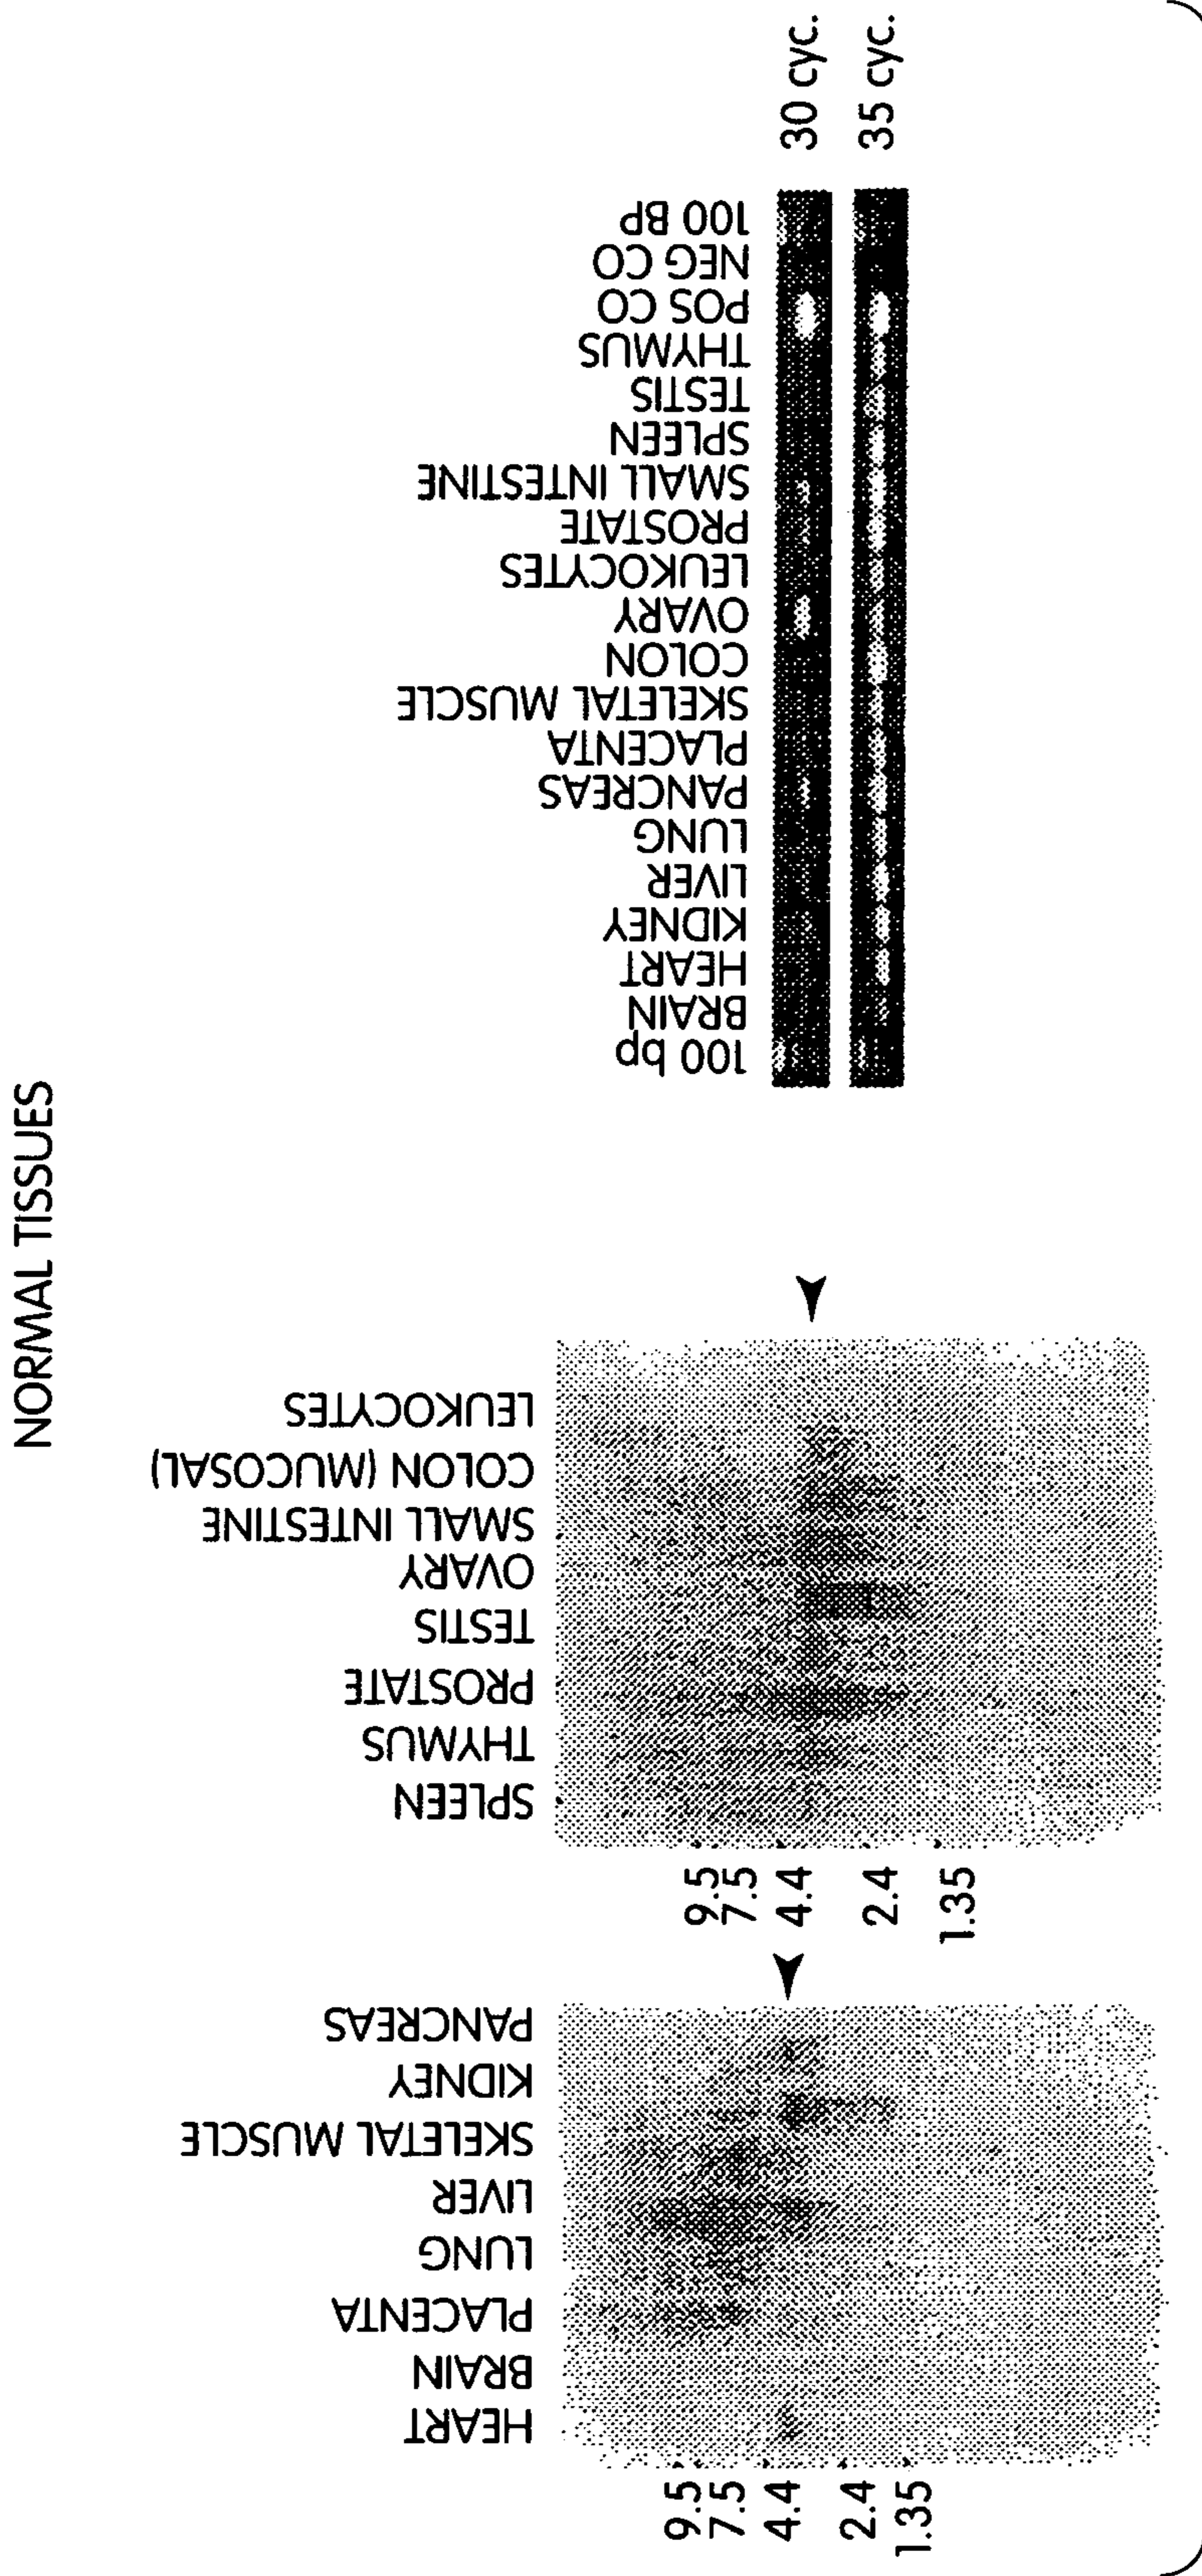 NORMAL TISSUES
HEART
BRAIN
PLACENTA
LUNG
LIVER
SKELETAL MUSCLE
KIDNEY
PANCREAS
9.5
7.5
4.4
2.4
1.35
SPLEEN
THYMUS
PROSTATE
TESTIS
OVARY
SMALL INTESTINE
COLON (MUCOSAL)
LEUKOCYTES
9.5
7.5
4.4
2.4
1.35
100 bp
BRAIN
HEART
KIDNEY
LIVER
LUNG
PANCREAS
PLACENTA
SKELETAL MUSCLE
COLON
OVARY
LEUKOCYTES
PROSTATE
SMALL INTESTINE
SPLEEN
TESTIS
THYMUS
POS CO
NEG CO
100 BP
30 cyc.
35 cyc.